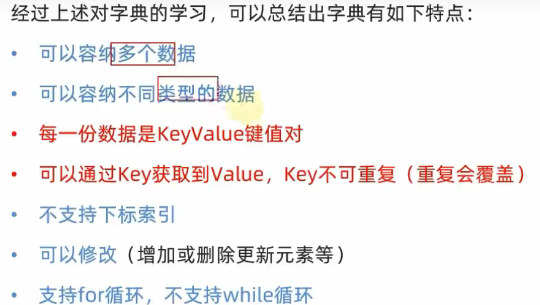 经过上述对字典的学习，可以总结出字典有如下特点：
• 可以容纳多个数据
• 可以容纳不同类型的数据
• 每一份数据是KeyValue键值对
• 可以通过Key获取到Value，Key不可重复（重复会覆盖）
• 不支持下标索引
• 可以修改（增加或删除更新元素等）
• 支持for循环，不支持while循环